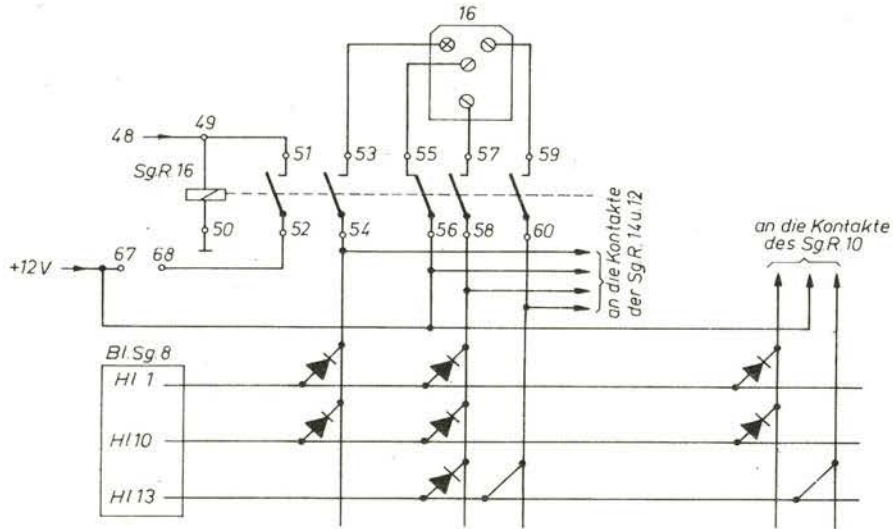 16
49
48
51
53
55
57
59
Sg.R.16
50
52
54
56
58
60
an die Kontakte
der Sg.R. 14 u. 12
an die Kontakte
des Sg.R. 10
+12V
67
68
Bl.Sg. 8
Hl 1
Hl 10
Hl 13